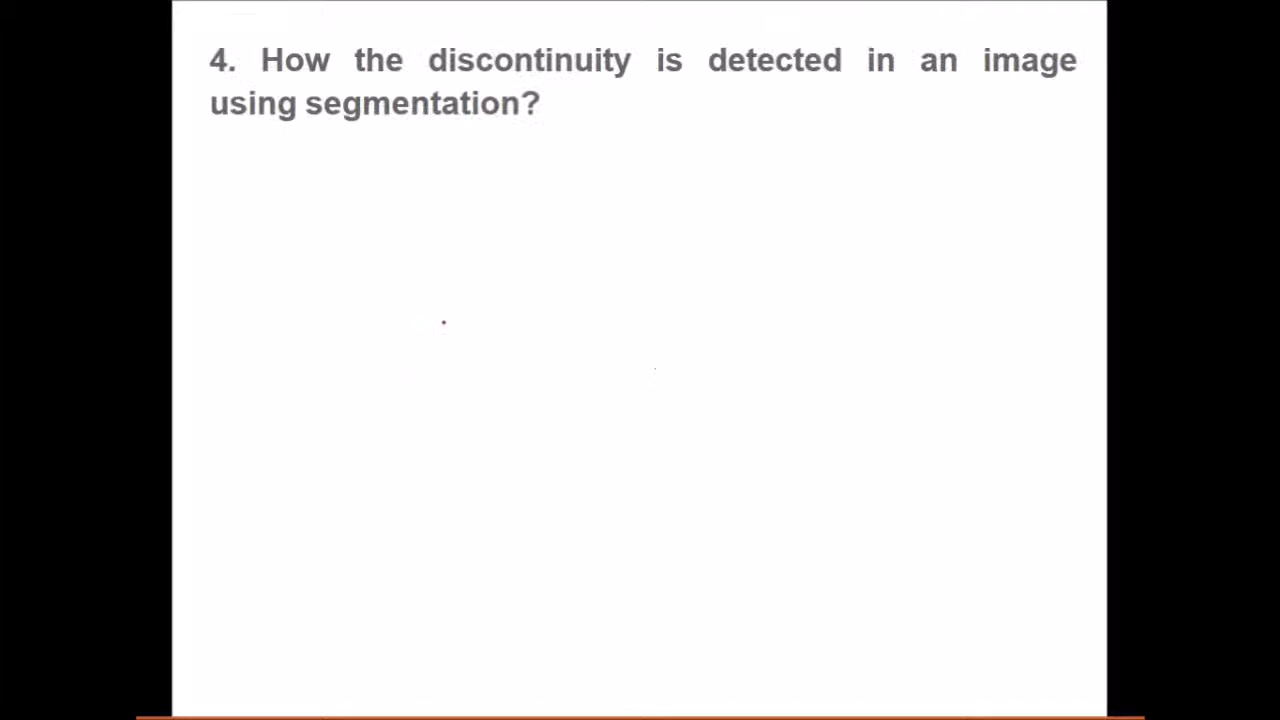 4. How the discontinuity is detected in an image
using segmentation?